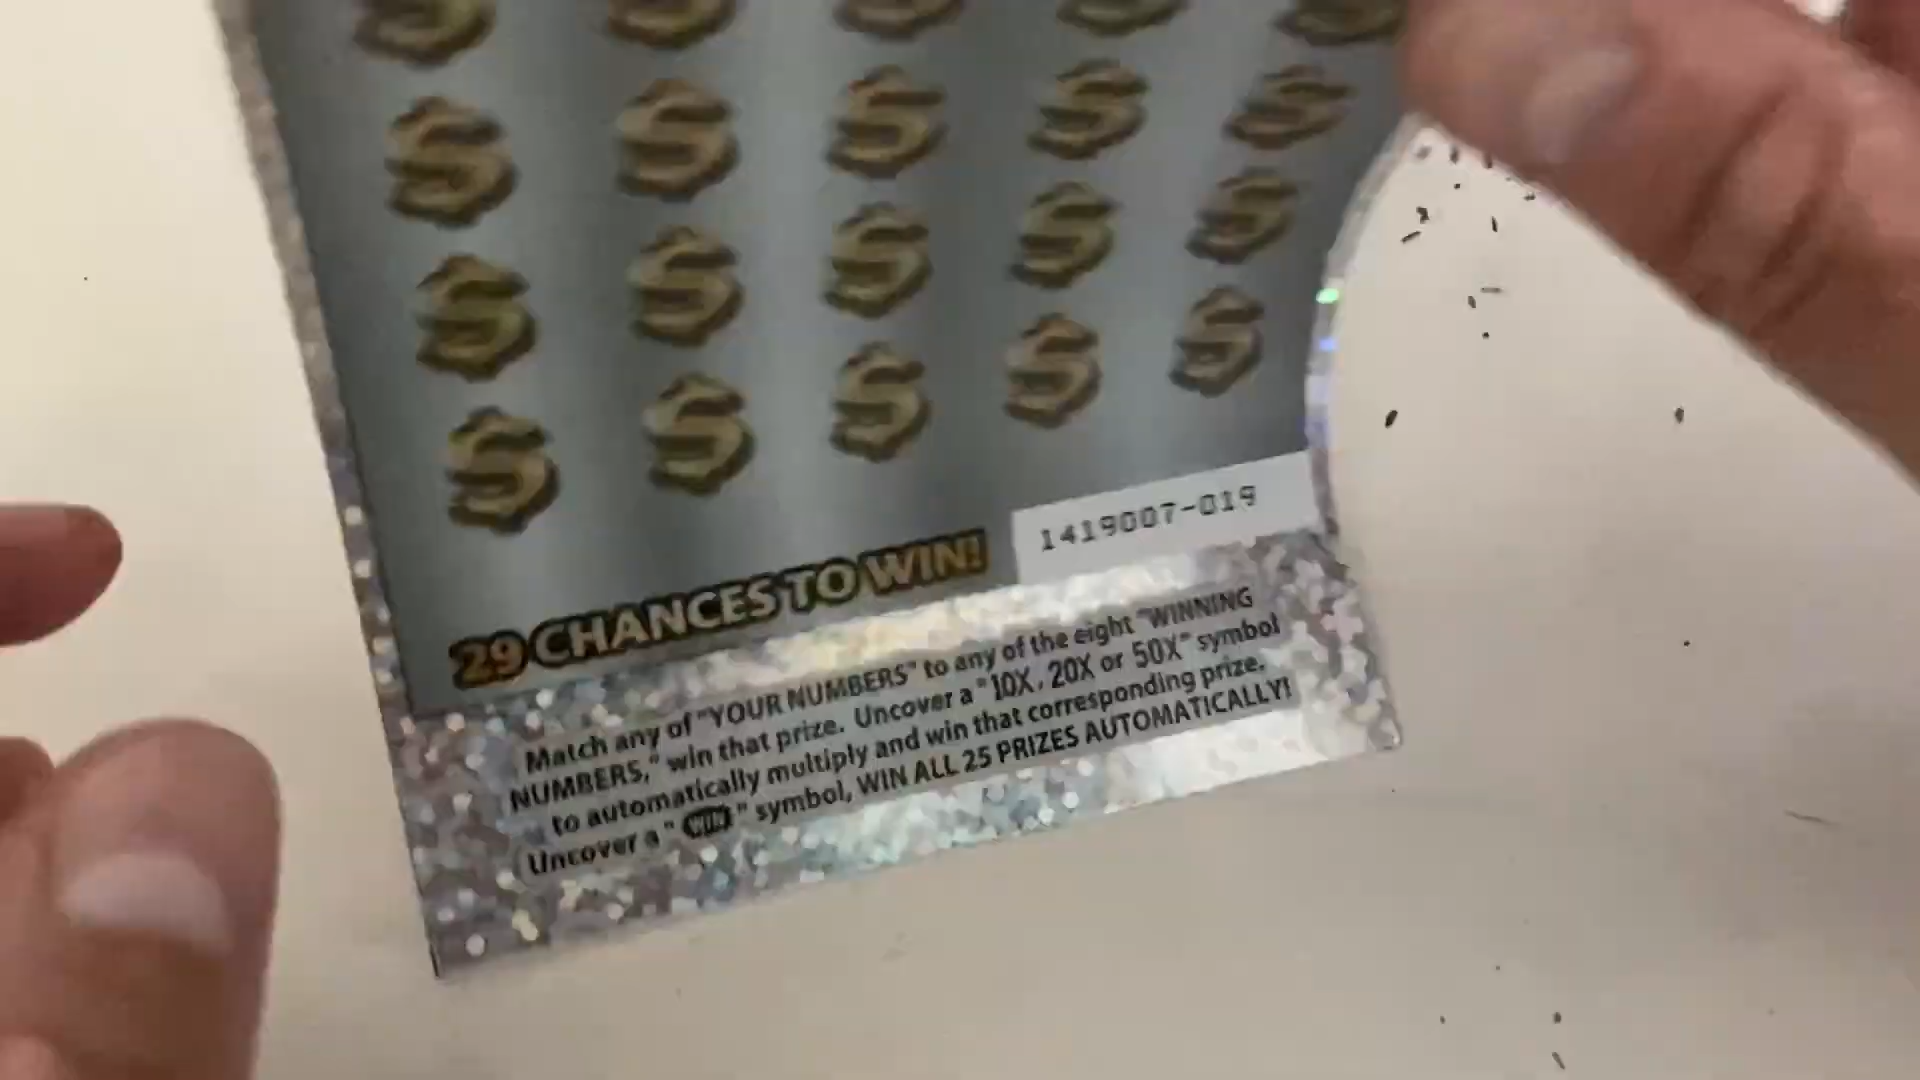 1419007-019
29 CHANCES TO WIN!
Match any of "YOUR NUMBERS" to any of the eight "WINNING
NUMBERS," win that prize. Uncover a "10X, 20X or 50X" symbol
to automatically multiply and win that corresponding prize.
Uncover a "WIN" symbol, WIN ALL 25 PRIZES AUTOMATICALLY!